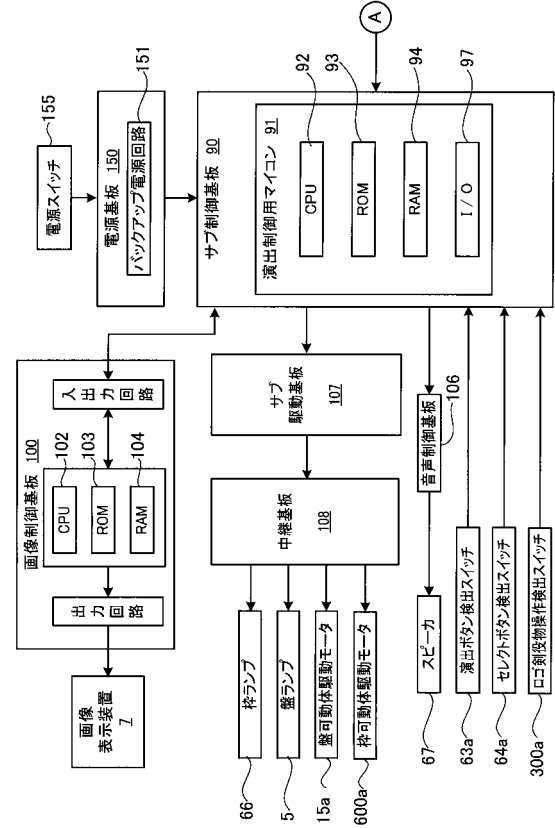 155
電源スイッチ
電源基板 150
151
バックアップ電源回路
サブ制御基板 90
演出制御用マイコン 91
CPU
92
ROM
93
RAM
94
I/O
97
A
画像制御基板 100
入出力回路
CPU
102
ROM
103
RAM
104
出力回路
画像
表示装置
7
サブ
駆動基板
107
中継基板
108
枠ランプ
66
盤ランプ
5
盤可動体駆動モータ
15a
枠可動体駆動モータ
600a
音声制御基板
106
スピーカ
67
演出ボタン検出スイッチ
63a
セレクトボタン検出スイッチ
64a
ロゴ剣役物操作検出スイッチ
300a